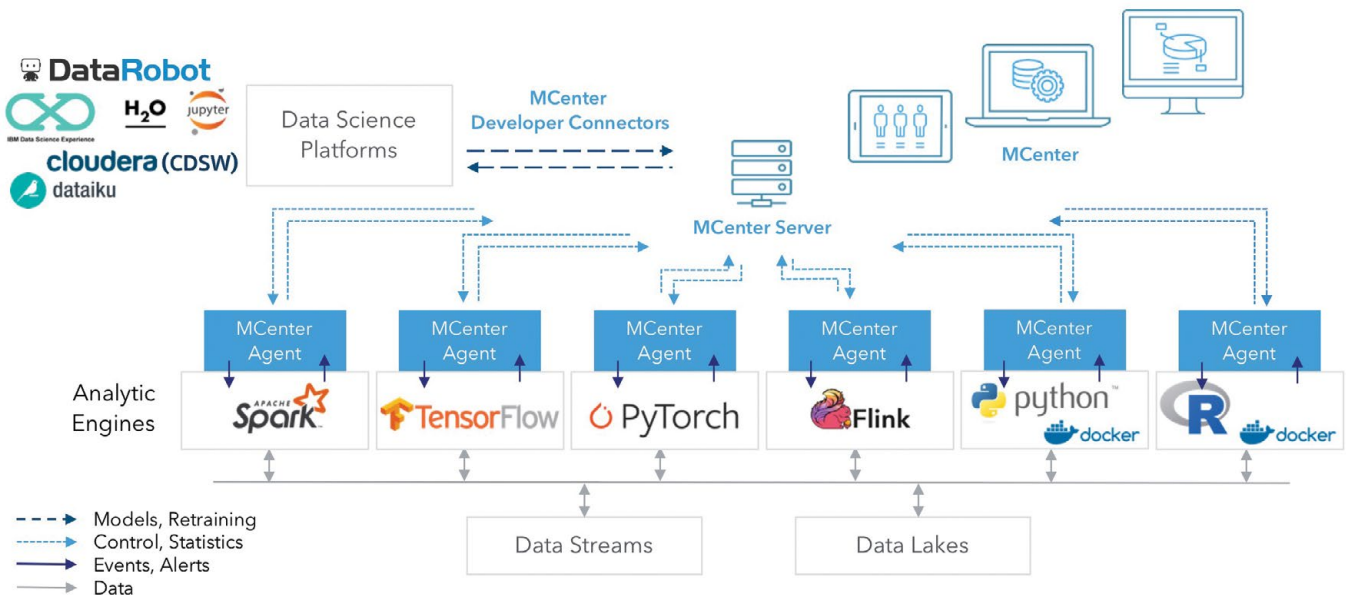 DataRobot
IBM Data Science Experience
H2O
jupyter
cloudera (CDSW)
dataiku
Data Science
Platforms
MCenter
Developer Connectors
MCenter
MCenter Server
MCenter
Agent
MCenter
Agent
MCenter
Agent
MCenter
Agent
MCenter
Agent
MCenter
Agent
Analytic
Engines
APACHE
Spark™
TensorFlow
PyTorch
Flink
python™
docker
R
docker
Data Streams
Data Lakes
Models, Retraining
Control, Statistics
Events, Alerts
Data